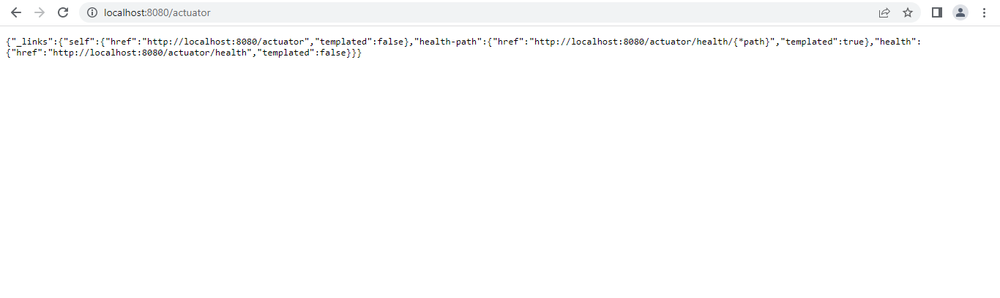 localhost:8080/actuator
{"_links":{"self":{"href":"http://localhost:8080/actuator","templated":false},"health-path":{"href":"http://localhost:8080/actuator/health/{*path}","templated":true},"health":
{"href":"http://localhost:8080/actuator/health","templated":false}}}